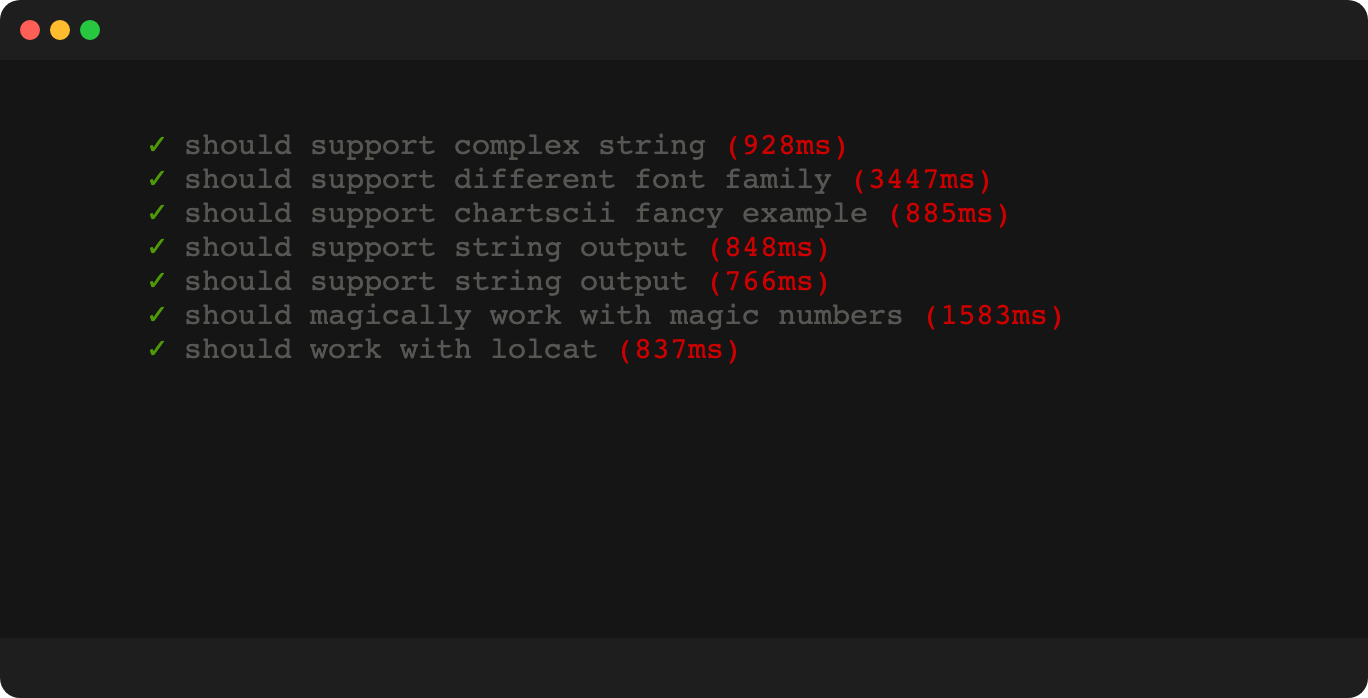 ✓ should support complex string (928ms)
✓ should support different font family (3447ms)
✓ should support chartscii fancy example (885ms)
✓ should support string output (848ms)
✓ should support string output (766ms)
✓ should magically work with magic numbers (1583ms)
✓ should work with lolcat (837ms)